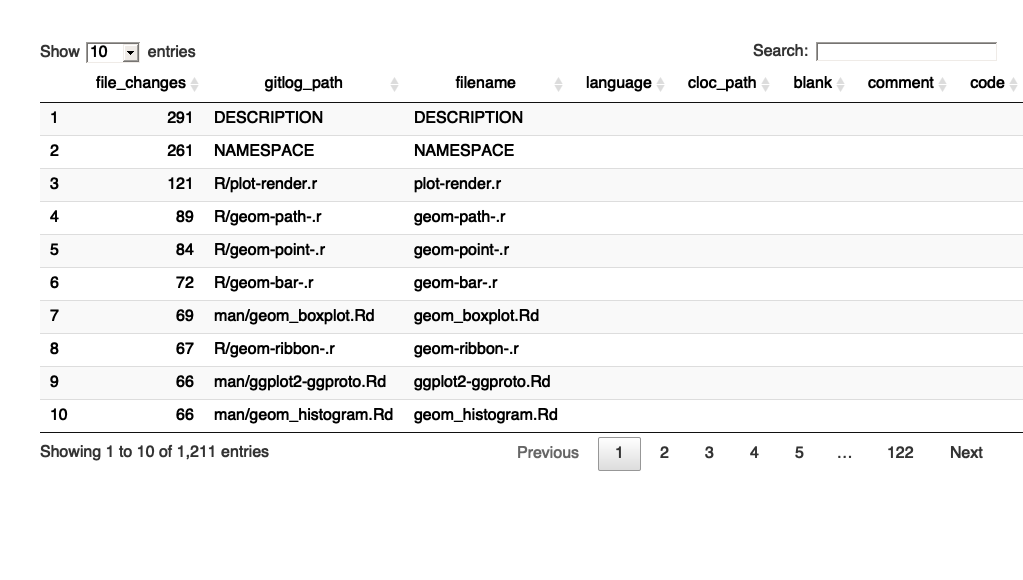 Show 10 entries Search:
file_changes gitlog_path filename language cloc_path blank comment code
1 291 DESCRIPTION DESCRIPTION
2 261 NAMESPACE NAMESPACE
3 121 R/plot-render.r plot-render.r
4 89 R/geom-path-.r geom-path-.r
5 84 R/geom-point-.r geom-point-.r
6 72 R/geom-bar-.r geom-bar-.r
7 69 man/geom_boxplot.Rd geom_boxplot.Rd
8 67 R/geom-ribbon-.r geom-ribbon-.r
9 66 man/ggplot2-ggproto.Rd ggplot2-ggproto.Rd
10 66 man/geom_histogram.Rd geom_histogram.Rd
Showing 1 to 10 of 1,211 entries Previous 1 2 3 4 5 … 122 Next